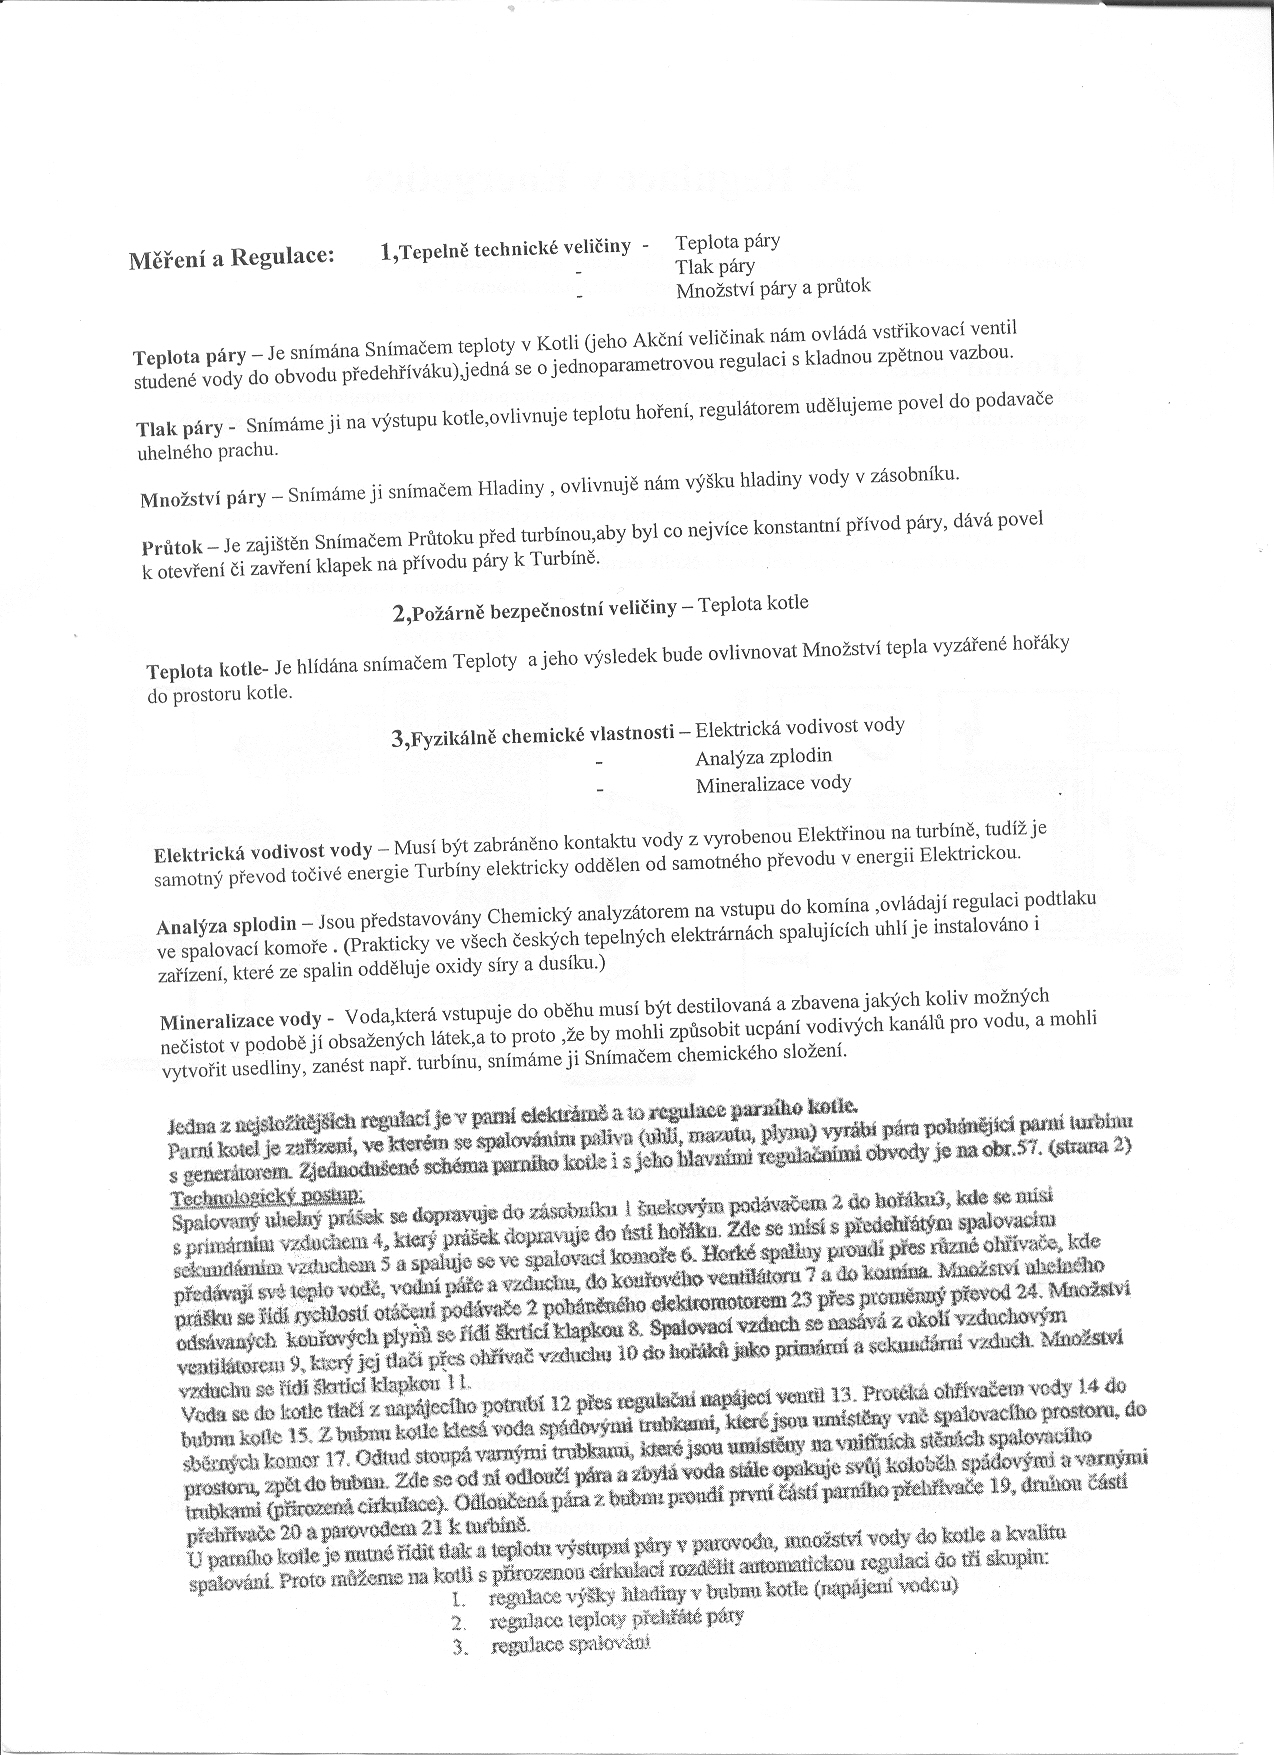 Měření a Regulace: 1,Tepelně technické veličiny - Teplota páry
- Tlak páry
- Množství páry a průtok
Teplota páry – Je snímána Snímačem teploty v Kotli (jeho Akční veličinak nám ovládá vstřikovací ventil
studené vody do obvodu předehříváku),jedná se o jednoparametrovou regulaci s kladnou zpětnou vazbou.
Tlak páry - Snímáme ji na výstupu kotle,ovlivnuje teplotu hoření, regulátorem udělujeme povel do podavače
uhelného prachu.
Množství páry – Snímáme ji snímačem Hladiny , ovlivnujě nám výšku hladiny vody v zásobníku.
Průtok – Je zajištěn Snímačem Průtoku před turbínou,aby byl co nejvíce konstantní přívod páry, dává povel
k otevření či zavření klapek na přívodu páry k Turbíně.
2,Požárně bezpečnostní veličiny – Teplota kotle
Teplota kotle- Je hlídána snímačem Teploty a jeho výsledek bude ovlivnovat Množství tepla vyzářené hořáky
do prostoru kotle.
3,Fyzikálně chemické vlastnosti – Elektrická vodivost vody
- Analýza zplodin
- Mineralizace vody
Elektrická vodivost vody – Musí být zabráněno kontaktu vody z vyrobenou Elektřinou na turbíně, tudíž je
samotný převod točivé energie Turbíny elektricky oddělen od samotného převodu v energii Elektrickou.
Analýza splodin – Jsou představovány Chemický analyzátorem na vstupu do komína ,ovládají regulaci podtlaku
ve spalovací komoře . (Prakticky ve všech českých tepelných elektrárnách spalujících uhlí je instalováno i
zařízení, které ze spalin odděluje oxidy síry a dusíku.)
Mineralizace vody - Voda,která vstupuje do oběhu musí být destilovaná a zbavena jakých koliv možných
nečistot v podobě jí obsažených látek,a to proto ,že by mohli způsobit ucpání vodivých kanálů pro vodu, a mohli
vytvořit usedliny, zanést např. turbínu, snímáme ji Snímačem chemického složení.
Jedna z nejsložitějších regulací je v parní elektrárně a to regulace parního kotle.
Parní kotel je zařízení, ve kterém se spalováním paliva (uhlí, mazutu, plynu) vyrábí pára pohánějící parní turbínu
s generátorem. Zjednodušené schéma parního kotle i s jeho hlavními regulačními obvody je na obr.57. (strana 2)
Technologický postup:
Spalovaný uhelný prášek se dopravuje do zásobníku 1 šnekovým podávačem 2 do hořáku3, kde se mísí
s primárním vzduchem 4, který prášek dopravuje do ústí hořáku. Zde se mísí s předehřátým spalovacím
sekundárním vzduchem 5 a spaluje se ve spalovací komoře 6. Horké spaliny proudí přes různé ohřívače, kde
předávají své teplo vodě, vodní páře a vzduchu, do kouřového ventilátoru 7 a do komína. Množství uhelného
prášku se řídí rychlostí otáčení podávače 2 poháněného elektromotorem 23 přes proměnný převod 24. Množství
odsávaných kouřových plynů se řídí škrticí klapkou 8. Spalovací vzduch se nasává z okolí vzduchovým
ventilátorem 9, který jej tlačí přes ohřívač vzduchu 10 do hořáků jako primární a sekundární vzduch. Množství
vzduchu se řídí škrticí klapkou 11.
Voda se do kotle tlačí z napájecího potrubí 12 přes regulační napájecí ventil 13. Protéká ohřívačem vody 14 do
bubnu kotle 15. Z bubnu kotle klesá voda spádovými trubkami, které jsou umístěny vně spalovacího prostoru, do
sběrných komor 17. Odtud stoupá varnými trubkami, které jsou umístěny na vnitřních stěnách spalovacího
prostoru, zpět do bubnu. Zde se od ní odloučí pára a zbylá voda stále opakuje svůj koloběh spádovými a varnými
trubkami (přirozená cirkulace). Odloučená pára z bubnu proudí první částí parního přehřívače 19, druhou částí
přehřívače 20 a parovodem 21 k turbíně.
U parního kotle je nutné řídit tlak a teplotu výstupní páry v parovodu, množství vody do kotle a kvalitu
spalování. Proto můžeme na kotli s přirozenou cirkulací rozdělit automatickou regulaci do tří skupin:
1. regulace výšky hladiny v bubnu kotle (napájení vodou)
2. regulace teploty přehřáté páry
3. regulace spalování